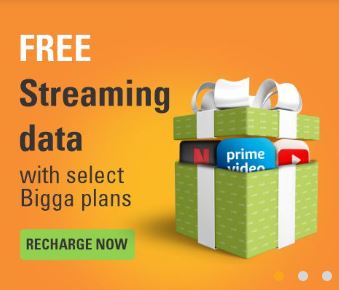 FREE
Streaming
data
with select
Bigga plans
RECHARGE NOW
N
prime
video